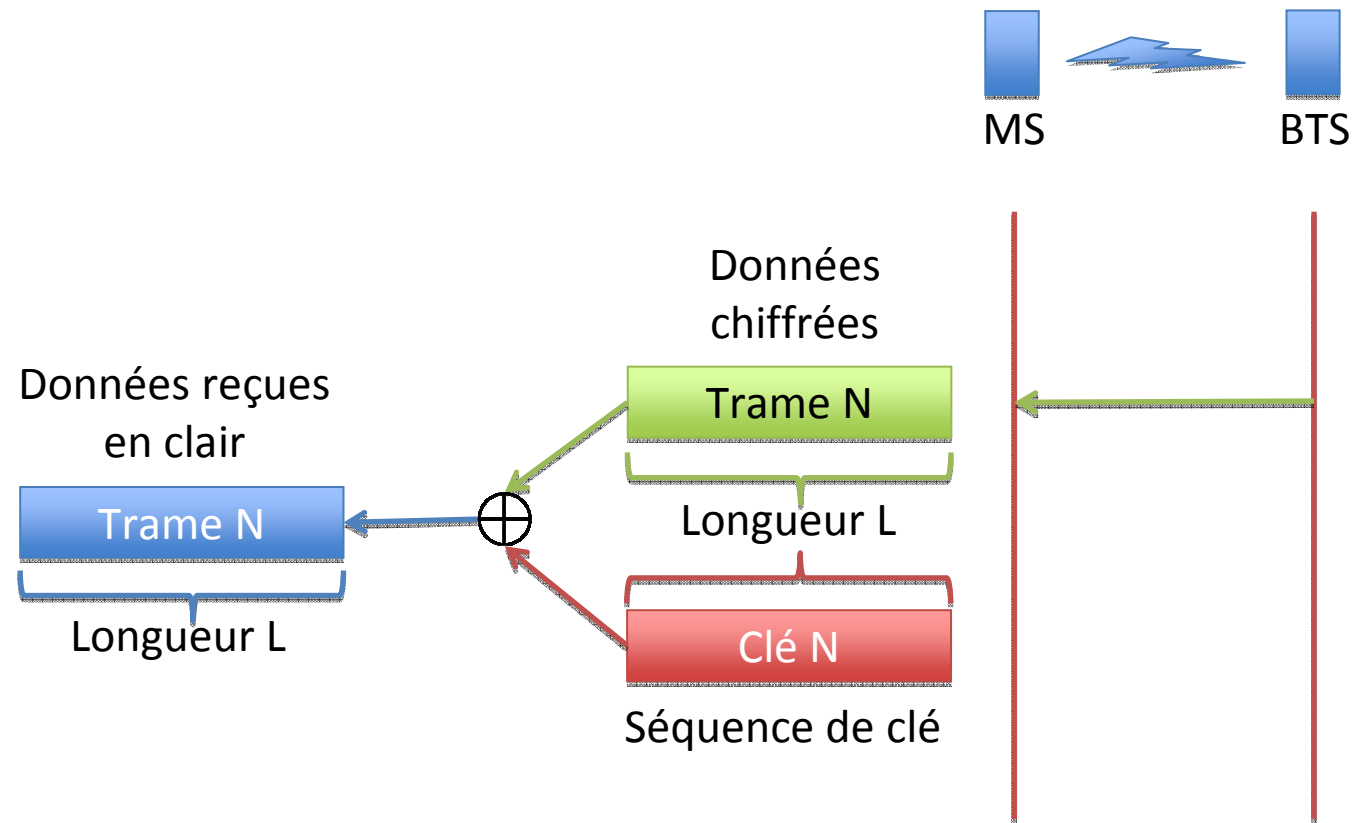 MS
BTS
Données
chiffrées
Données reçues
en clair
Trame N
Trame N
Longueur L
Longueur L
Clé N
Séquence de clé